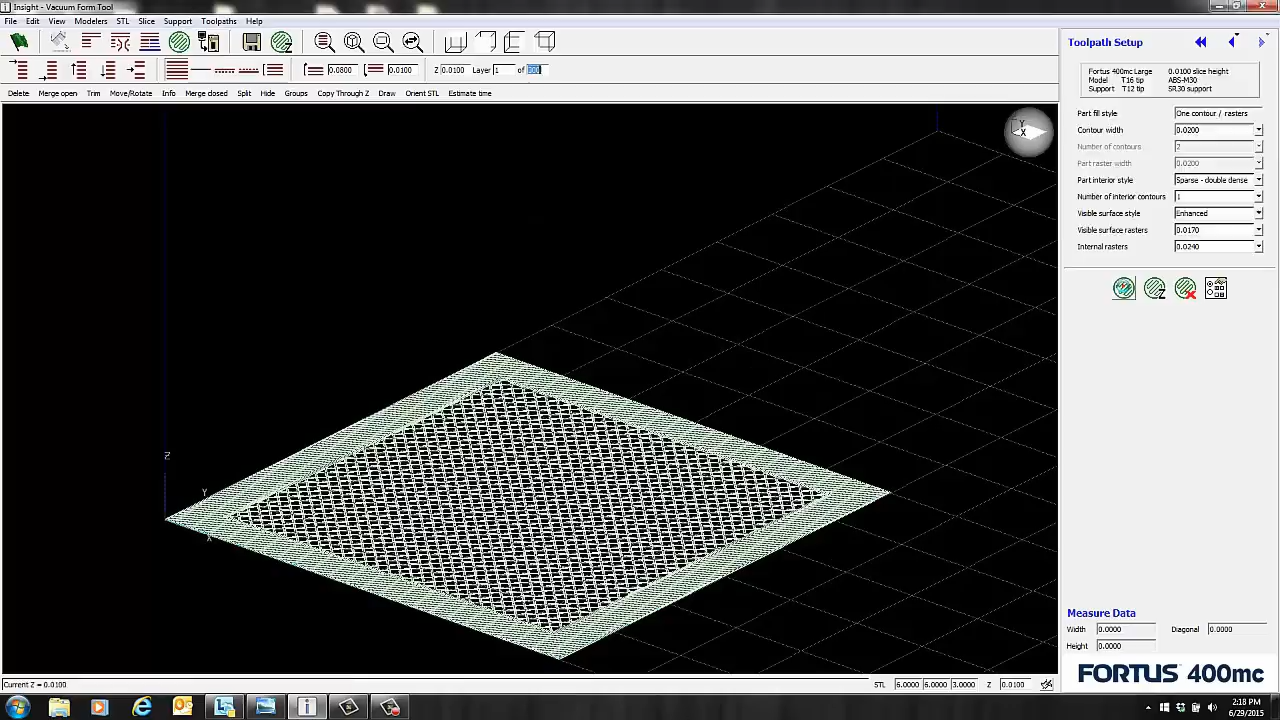 Insight - Vacuum Form Tool
File Edit View Modelers STL Slice Support Toolpaths Help
0.0800 0.0100 Z 0.0100 Layer 1 of
Delete Merge open Trim Move/Rotate Info Merge closed Split Hide Groups Copy Through Z Draw Orient STL Estimate time
Toolpath Setup
Fortus 400mc Large 0.0100 slice height
Model T16 tip ABS-M30
Support T12 tip SR30 support
Part fill style One contour / rasters
Contour width 0.0200
Number of contours 2
Part raster width 0.0200
Part interior style Sparse - double dense
Number of interior contours 1
Visible surface style Enhanced
Visible surface rasters 0.0170
Internal rasters 0.0240
Z
Y
X
Z
Y
X
Measure Data
Width 0.0000 Diagonal 0.0000
Height 0.0000
FORTUS 400mc
Current Z = 0.0100
STL 6.0000 6.0000 3.0000 Z 0.0100
2:18 PM
6/29/2015